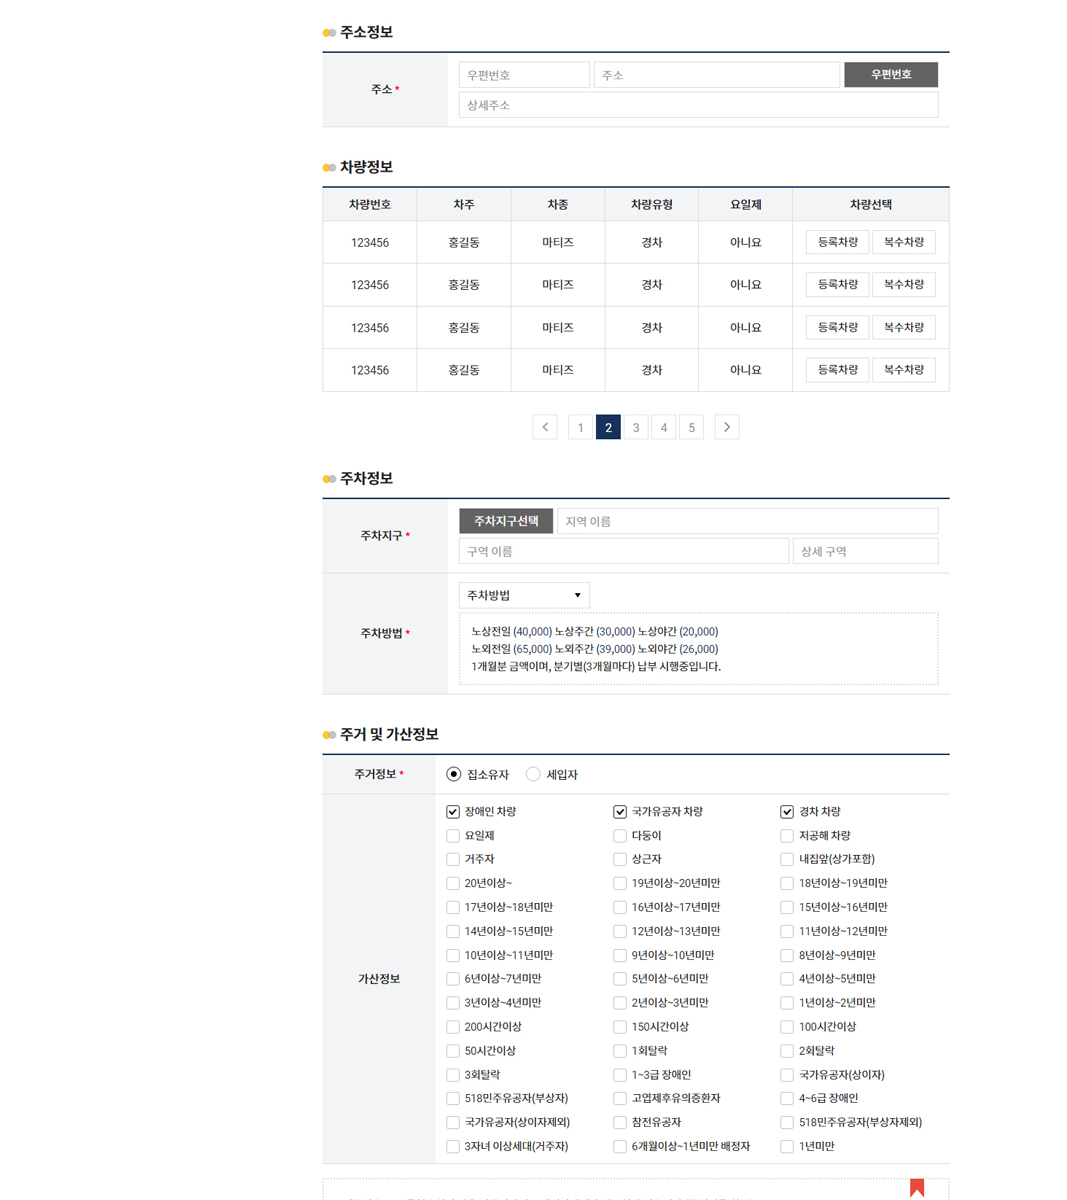 주소정보
주소 *
우편번호 주소 우편번호
상세주소
차량정보
차량번호 차주 차종 차량유형 요일제 차량선택
123456 홍길동 마티즈 경차 아니요 등록차량 복수차량
123456 홍길동 마티즈 경차 아니요 등록차량 복수차량
123456 홍길동 마티즈 경차 아니요 등록차량 복수차량
123456 홍길동 마티즈 경차 아니요 등록차량 복수차량
1 2 3 4 5
주차정보
주차지구 *
주차지구선택 지역 이름
구역 이름 상세 구역
주차방법 *
주차방법
노상전일 (40,000) 노상주간 (30,000) 노상야간 (20,000)
노외전일 (65,000) 노외주간 (39,000) 노외야간 (26,000)
1개월분 금액이며, 분기별(3개월마다) 납부 시행중입니다.
주거 및 가산정보
주거정보 * 집소유자 세입자
가산정보
장애인 차량 국가유공자 차량 경차 차량
요일제 다둥이 저공해 차량
거주자 상근자 내집앞(상가포함)
20년이상~ 19년이상~20년미만 18년이상~19년미만
17년이상~18년미만 16년이상~17년미만 15년이상~16년미만
14년이상~15년미만 12년이상~13년미만 11년이상~12년미만
10년이상~11년미만 9년이상~10년미만 8년이상~9년미만
6년이상~7년미만 5년이상~6년미만 4년이상~5년미만
3년이상~4년미만 2년이상~3년미만 1년이상~2년미만
200시간이상 150시간이상 100시간이상
50시간이상 1회탈락 2회탈락
3회탈락 1~3급 장애인 국가유공자(상이자)
518민주유공자(부상자) 고엽제후유의증환자 4~6급 장애인
국가유공자(상이자제외) 참전유공자 518민주유공자(부상자제외)
3자녀 이상세대(거주자) 6개월이상~1년미만 배정자 1년미만